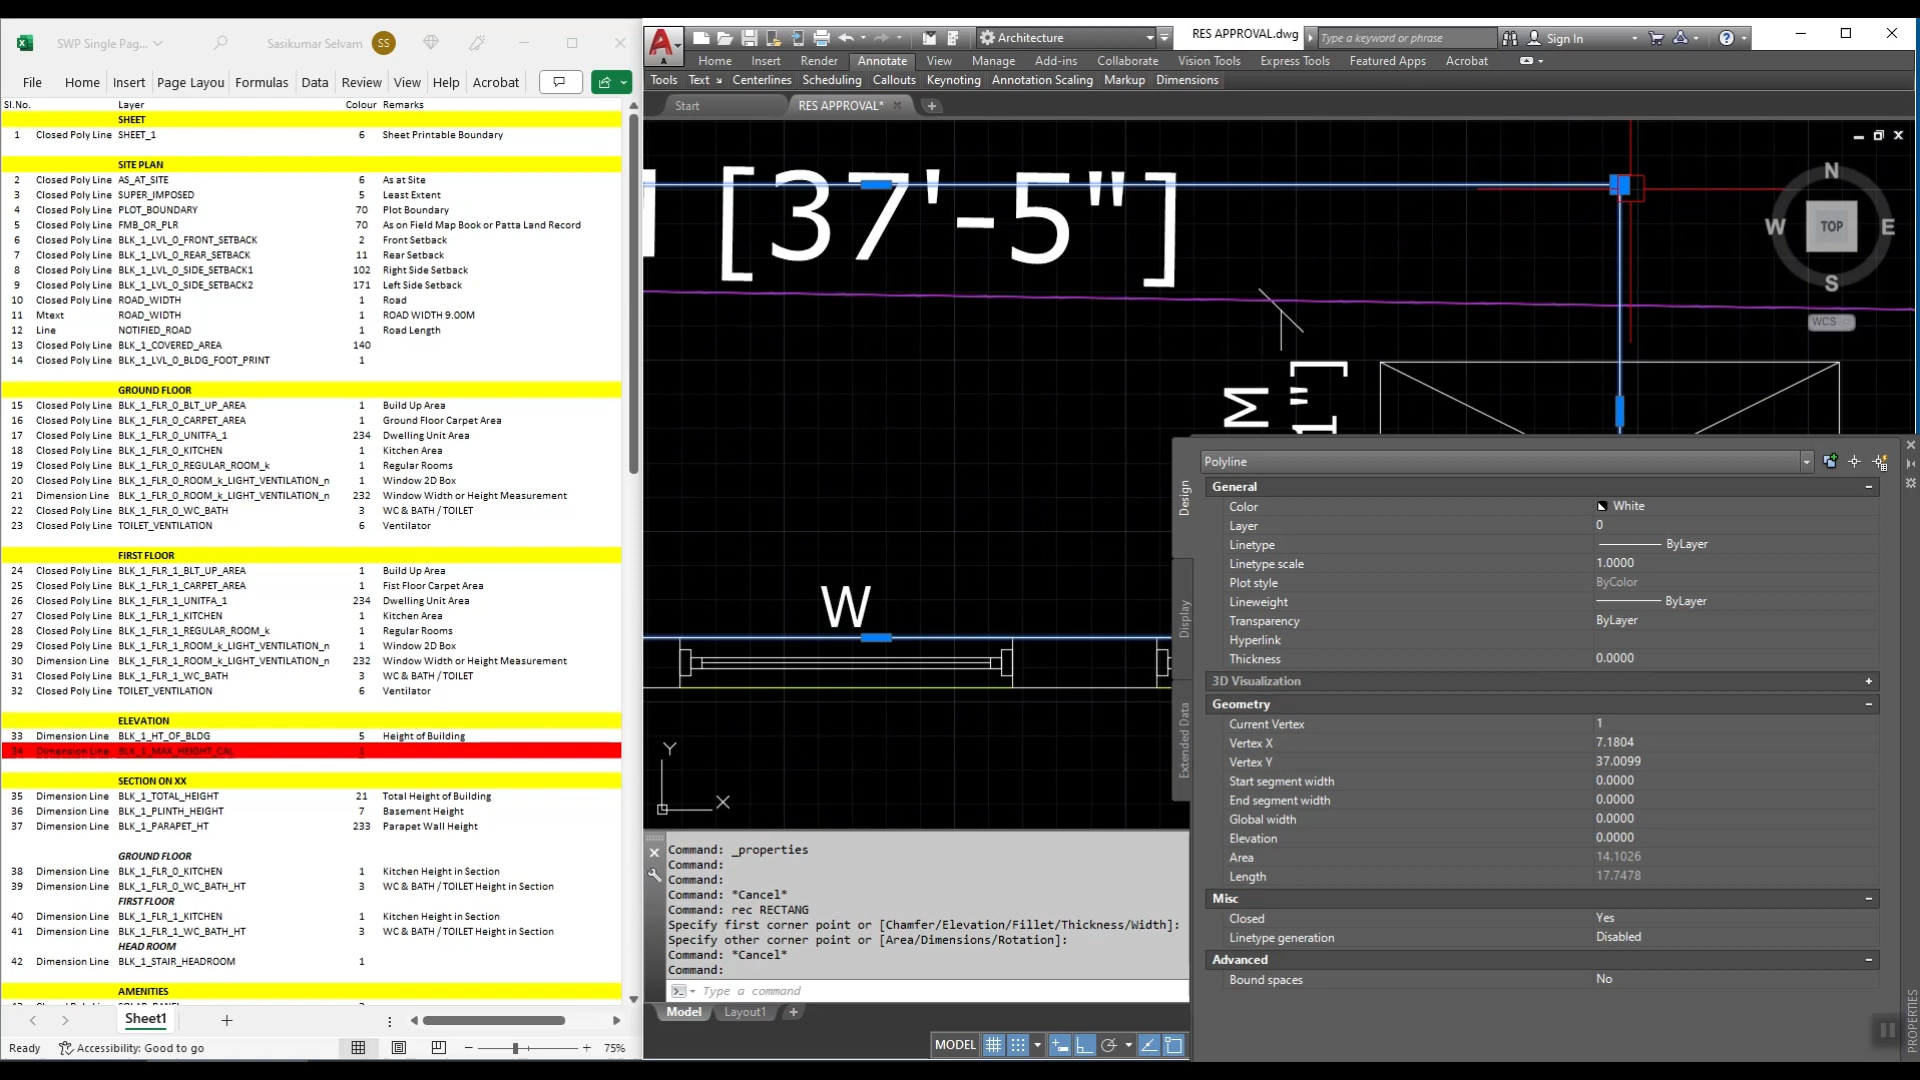 SWP Single Pag...
Sasikumar Selvam
SS
File Home Insert Page Layou Formulas Data Review View Help Acrobat
Sl.No. Layer Colour Remarks
SHEET
1 Closed Poly Line SHEET_1 6 Sheet Printable Boundary
SITE PLAN
2 Closed Poly Line AS_AT_SITE 6 As at Site
3 Closed Poly Line SUPER_IMPOSED 5 Least Extent
4 Closed Poly Line PLOT_BOUNDARY 70 Plot Boundary
5 Closed Poly Line FMB_OR_PLR 70 As on Field Map Book or Patta Land Record
6 Closed Poly Line BLK_1_LVL_0_FRONT_SETBACK 2 Front Setback
7 Closed Poly Line BLK_1_LVL_0_REAR_SETBACK 11 Rear Setback
8 Closed Poly Line BLK_1_LVL_0_SIDE_SETBACK1 102 Right Side Setback
9 Closed Poly Line BLK_1_LVL_0_SIDE_SETBACK2 171 Left Side Setback
10 Closed Poly Line ROAD_WIDTH 1 Road
11 Mtext ROAD_WIDTH 1 ROAD WIDTH 9.00M
12 Line NOTIFIED_ROAD 1 Road Length
13 Closed Poly Line BLK_1_COVERED_AREA 140
14 Closed Poly Line BLK_1_LVL_0_BLDG_FOOT_PRINT 1
GROUND FLOOR
15 Closed Poly Line BLK_1_FLR_0_BLT_UP_AREA 1 Build Up Area
16 Closed Poly Line BLK_1_FLR_0_CARPET_AREA 1 Ground Floor Carpet Area
17 Closed Poly Line BLK_1_FLR_0_UNITFA_1 234 Dwelling Unit Area
18 Closed Poly Line BLK_1_FLR_0_KITCHEN 1 Kitchen Area
19 Closed Poly Line BLK_1_FLR_0_REGULAR_ROOM_k 1 Regular Rooms
20 Closed Poly Line BLK_1_FLR_0_ROOM_k_LIGHT_VENTILATION_n 1 Window 2D Box
21 Dimension Line BLK_1_FLR_0_ROOM_k_LIGHT_VENTILATION_n 232 Window Width or Height Measurement
22 Closed Poly Line BLK_1_FLR_0_WC_BATH 3 WC & BATH / TOILET
23 Closed Poly Line TOILET_VENTILATION 6 Ventilator
FIRST FLOOR
24 Closed Poly Line BLK_1_FLR_1_BLT_UP_AREA 1 Build Up Area
25 Closed Poly Line BLK_1_FLR_1_CARPET_AREA 1 Fist Floor Carpet Area
26 Closed Poly Line BLK_1_FLR_1_UNITFA_1 234 Dwelling Unit Area
27 Closed Poly Line BLK_1_FLR_1_KITCHEN 1 Kitchen Area
28 Closed Poly Line BLK_1_FLR_1_REGULAR_ROOM_k 1 Regular Rooms
29 Closed Poly Line BLK_1_FLR_1_ROOM_k_LIGHT_VENTILATION_n 1 Window 2D Box
30 Dimension Line BLK_1_FLR_1_ROOM_k_LIGHT_VENTILATION_n 232 Window Width or Height Measurement
31 Closed Poly Line BLK_1_FLR_1_WC_BATH 3 WC & BATH / TOILET
32 Closed Poly Line TOILET_VENTILATION 6 Ventilator
ELEVATION
33 Dimension Line BLK_1_HT_OF_BLDG 5 Height of Building
34 Dimension Line BLK_1_MAX_HEIGHT_CAL 1
SECTION ON XX
35 Dimension Line BLK_1_TOTAL_HEIGHT 21 Total Height of Building
36 Dimension Line BLK_1_PLINTH_HEIGHT 7 Basement Height
37 Dimension Line BLK_1_PARAPET_HT 233 Parapet Wall Height
GROUND FLOOR
38 Dimension Line BLK_1_FLR_0_KITCHEN 1 Kitchen Height in Section
39 Dimension Line BLK_1_FLR_0_WC_BATH_HT 3 WC & BATH / TOILET Height in Section
FIRST FLOOR
40 Dimension Line BLK_1_FLR_1_KITCHEN 1 Kitchen Height in Section
41 Dimension Line BLK_1_FLR_1_WC_BATH_HT 3 WC & BATH / TOILET Height in Section
HEAD ROOM
42 Dimension Line BLK_1_STAIR_HEADROOM 1
AMENITIES
Sheet1
Ready Accessibility: Good to go 75%
A
Architecture
RES APPROVAL.dwg
Type a keyword or phrase
Sign In
Home Insert Render Annotate View Manage Add-ins Collaborate Vision Tools Express Tools Featured Apps Acrobat
Tools Text Centerlines Scheduling Callouts Keynoting Annotation Scaling Markup Dimensions
Start RES APPROVAL*
[37'-5"]
N
W TOP E
S
WCS
M
1"]
W
Y
X
Polyline
Design
Display
Extended Data
PROPERTIES
General
Color White
Layer 0
Linetype ByLayer
Linetype scale 1.0000
Plot style ByColor
Lineweight ByLayer
Transparency ByLayer
Hyperlink
Thickness 0.0000
3D Visualization
Geometry
Current Vertex 1
Vertex X 7.1804
Vertex Y 37.0099
Start segment width 0.0000
End segment width 0.0000
Global width 0.0000
Elevation 0.0000
Area 14.1026
Length 17.7478
Misc
Closed Yes
Linetype generation Disabled
Advanced
Bound spaces No
Command: _properties
Command:
Command: *Cancel*
Command: rec RECTANG
Specify first corner point or [Chamfer/Elevation/Fillet/Thickness/Width]:
Specify other corner point or [Area/Dimensions/Rotation]:
Command: *Cancel*
Command:
Type a command
Model Layout1
MODEL